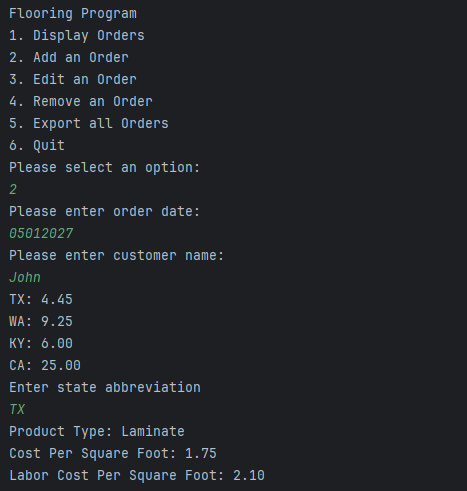 Flooring Program
1. Display Orders
2. Add an Order
3. Edit an Order
4. Remove an Order
5. Export all Orders
6. Quit
Please select an option:
2
Please enter order date:
05012027
Please enter customer name:
John
TX: 4.45
WA: 9.25
KY: 6.00
CA: 25.00
Enter state abbreviation
TX
Product Type: Laminate
Cost Per Square Foot: 1.75
Labor Cost Per Square Foot: 2.10